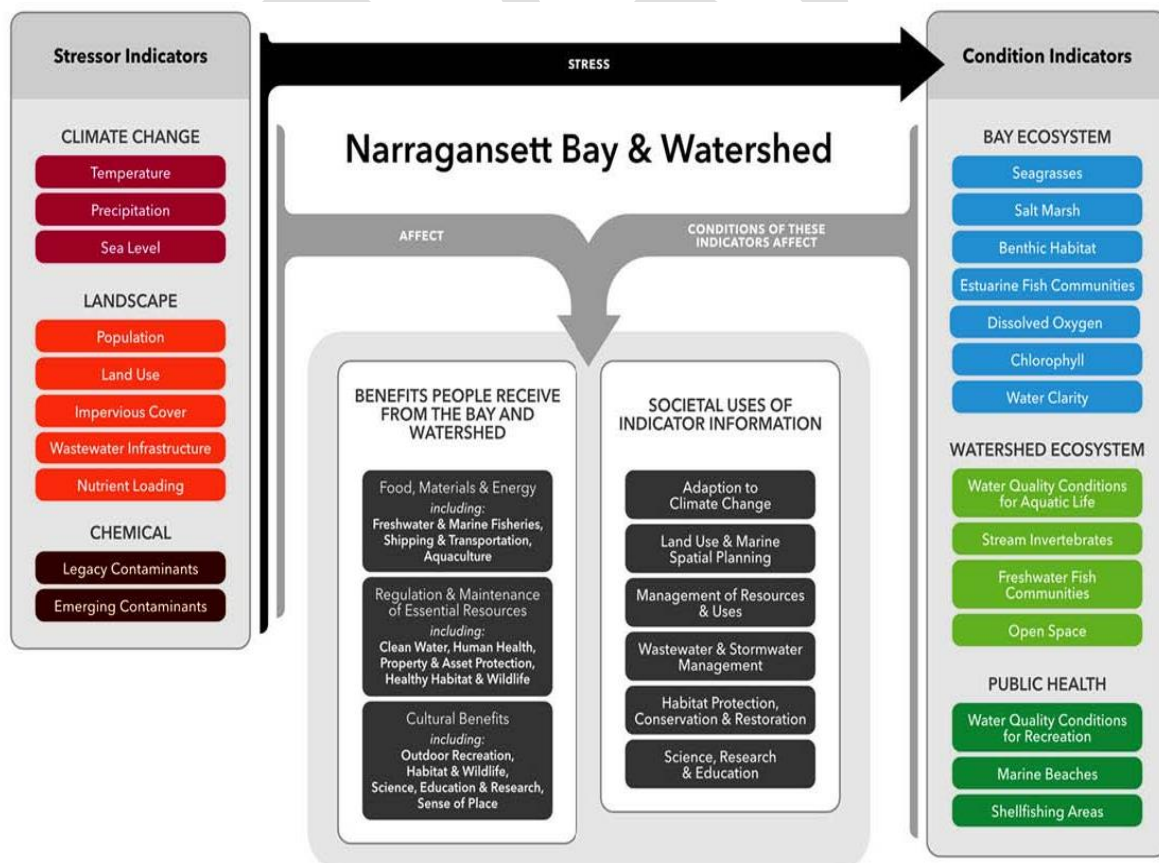 Stressor Indicators
CLIMATE CHANGE
Temperature
Precipitation
Sea Level
LANDSCAPE
Population
Land Use
Impervious Cover
Wastewater Infrastructure
Nutrient Loading
CHEMICAL
Legacy Contaminants
Emerging Contaminants
STRESS
Narragansett Bay & Watershed
AFFECT
CONDITIONS OF THESE
INDICATORS AFFECT
BENEFITS PEOPLE RECEIVE
FROM THE BAY AND
WATERSHED
Food, Materials & Energy
including:
Freshwater & Marine Fisheries,
Shipping & Transportation,
Aquaculture
Regulation & Maintenance
of Essential Resources
including:
Clean Water, Human Health,
Property & Asset Protection,
Healthy Habitat & Wildlife
Cultural Benefits
including:
Outdoor Recreation,
Habitat & Wildlife,
Science, Education & Research,
Sense of Place
SOCIETAL USES OF
INDICATOR INFORMATION
Adaption to
Climate Change
Land Use & Marine
Spatial Planning
Management of Resources
& Uses
Wastewater & Stormwater
Management
Habitat Protection,
Conservation & Restoration
Science, Research
& Education
Condition Indicators
BAY ECOSYSTEM
Seagrasses
Salt Marsh
Benthic Habitat
Estuarine Fish Communities
Dissolved Oxygen
Chlorophyll
Water Clarity
WATERSHED ECOSYSTEM
Water Quality Conditions
for Aquatic Life
Stream Invertebrates
Freshwater Fish
Communities
Open Space
PUBLIC HEALTH
Water Quality Conditions
for Recreation
Marine Beaches
Shellfishing Areas